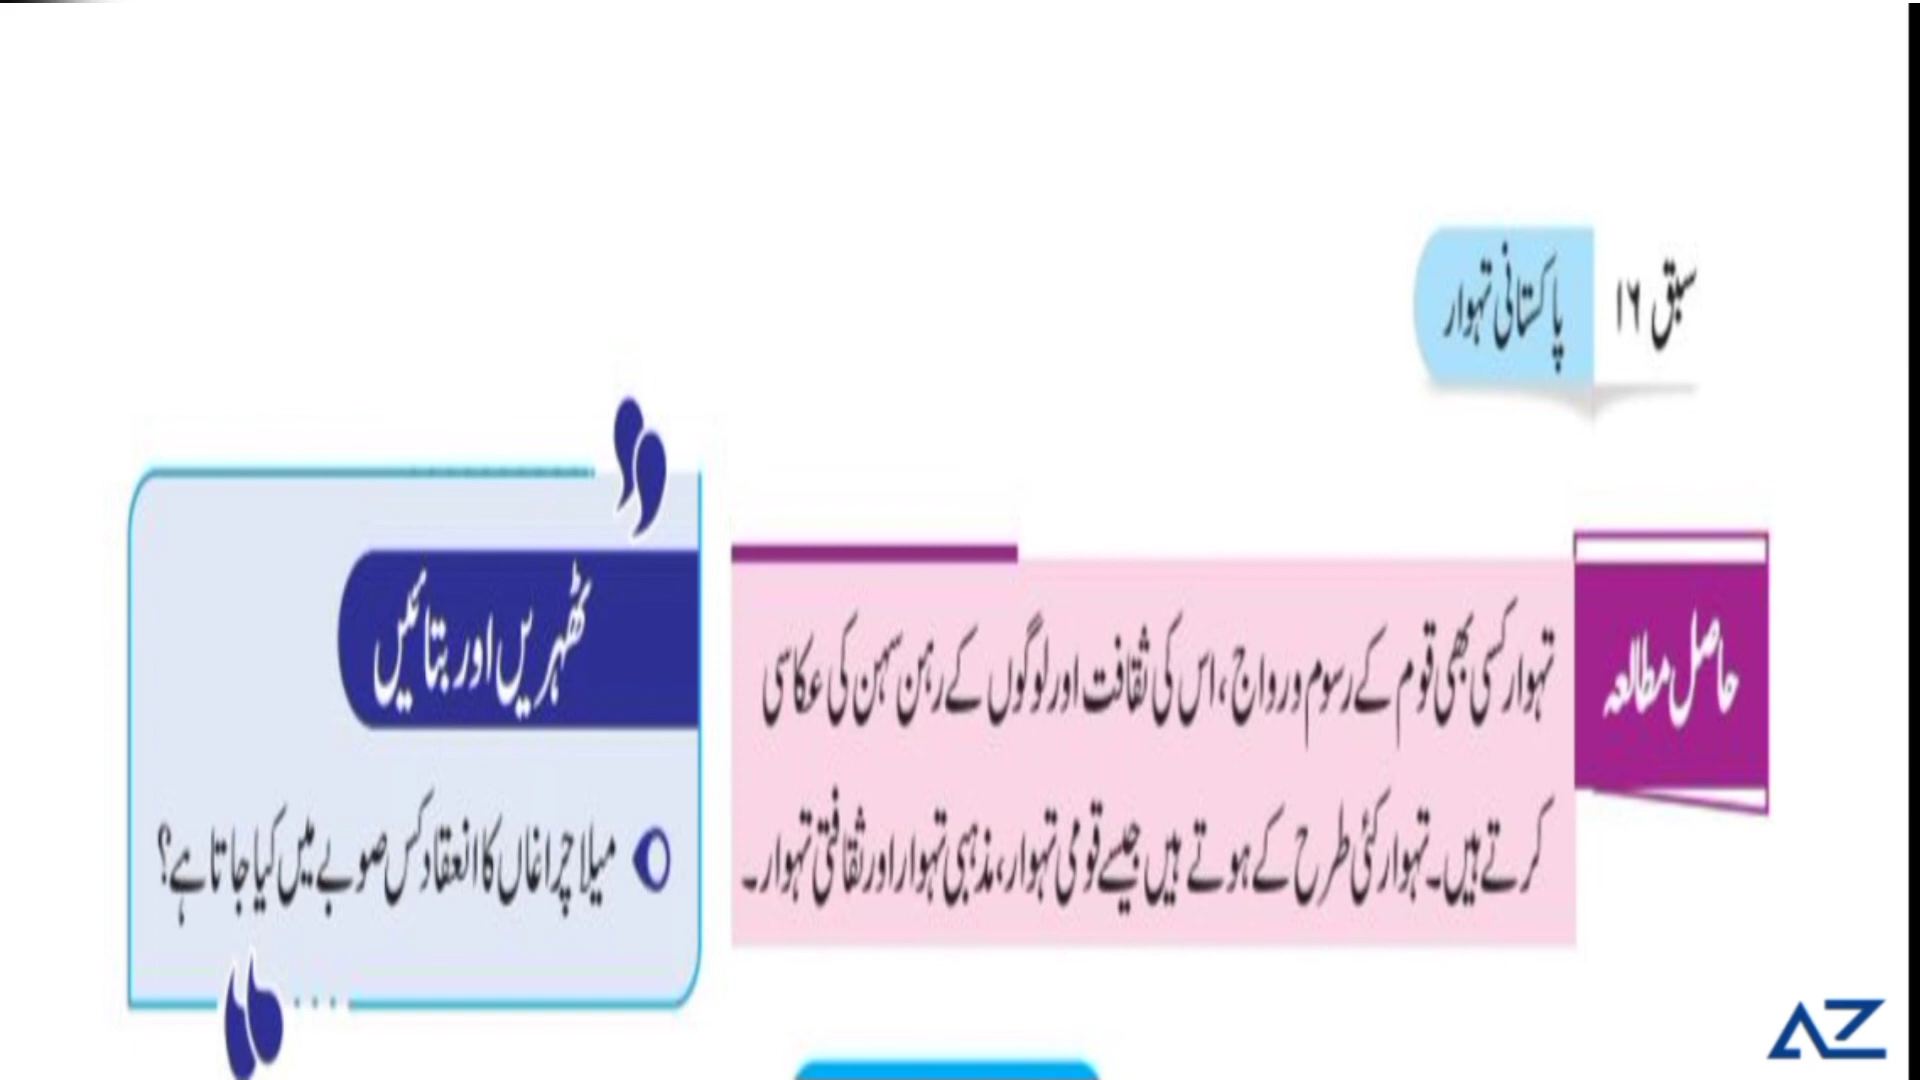 سبق ۱۶ پاکستانی تہوار
حاصل مطالعہ
تہوار کسی بھی قوم کے رسوم و رواج، اس کی ثقافت اور لوگوں کے رہن سہن کی عکاسی
کرتے ہیں۔ تہوار کئی طرح کے ہوتے ہیں جیسے قومی تہوار، مذہبی تہوار اور ثقافتی تہوار۔
ٹھہریں اور بتائیں
میلا چراغاں کا انعقاد کس صوبے میں کیا جاتا ہے؟
AZ